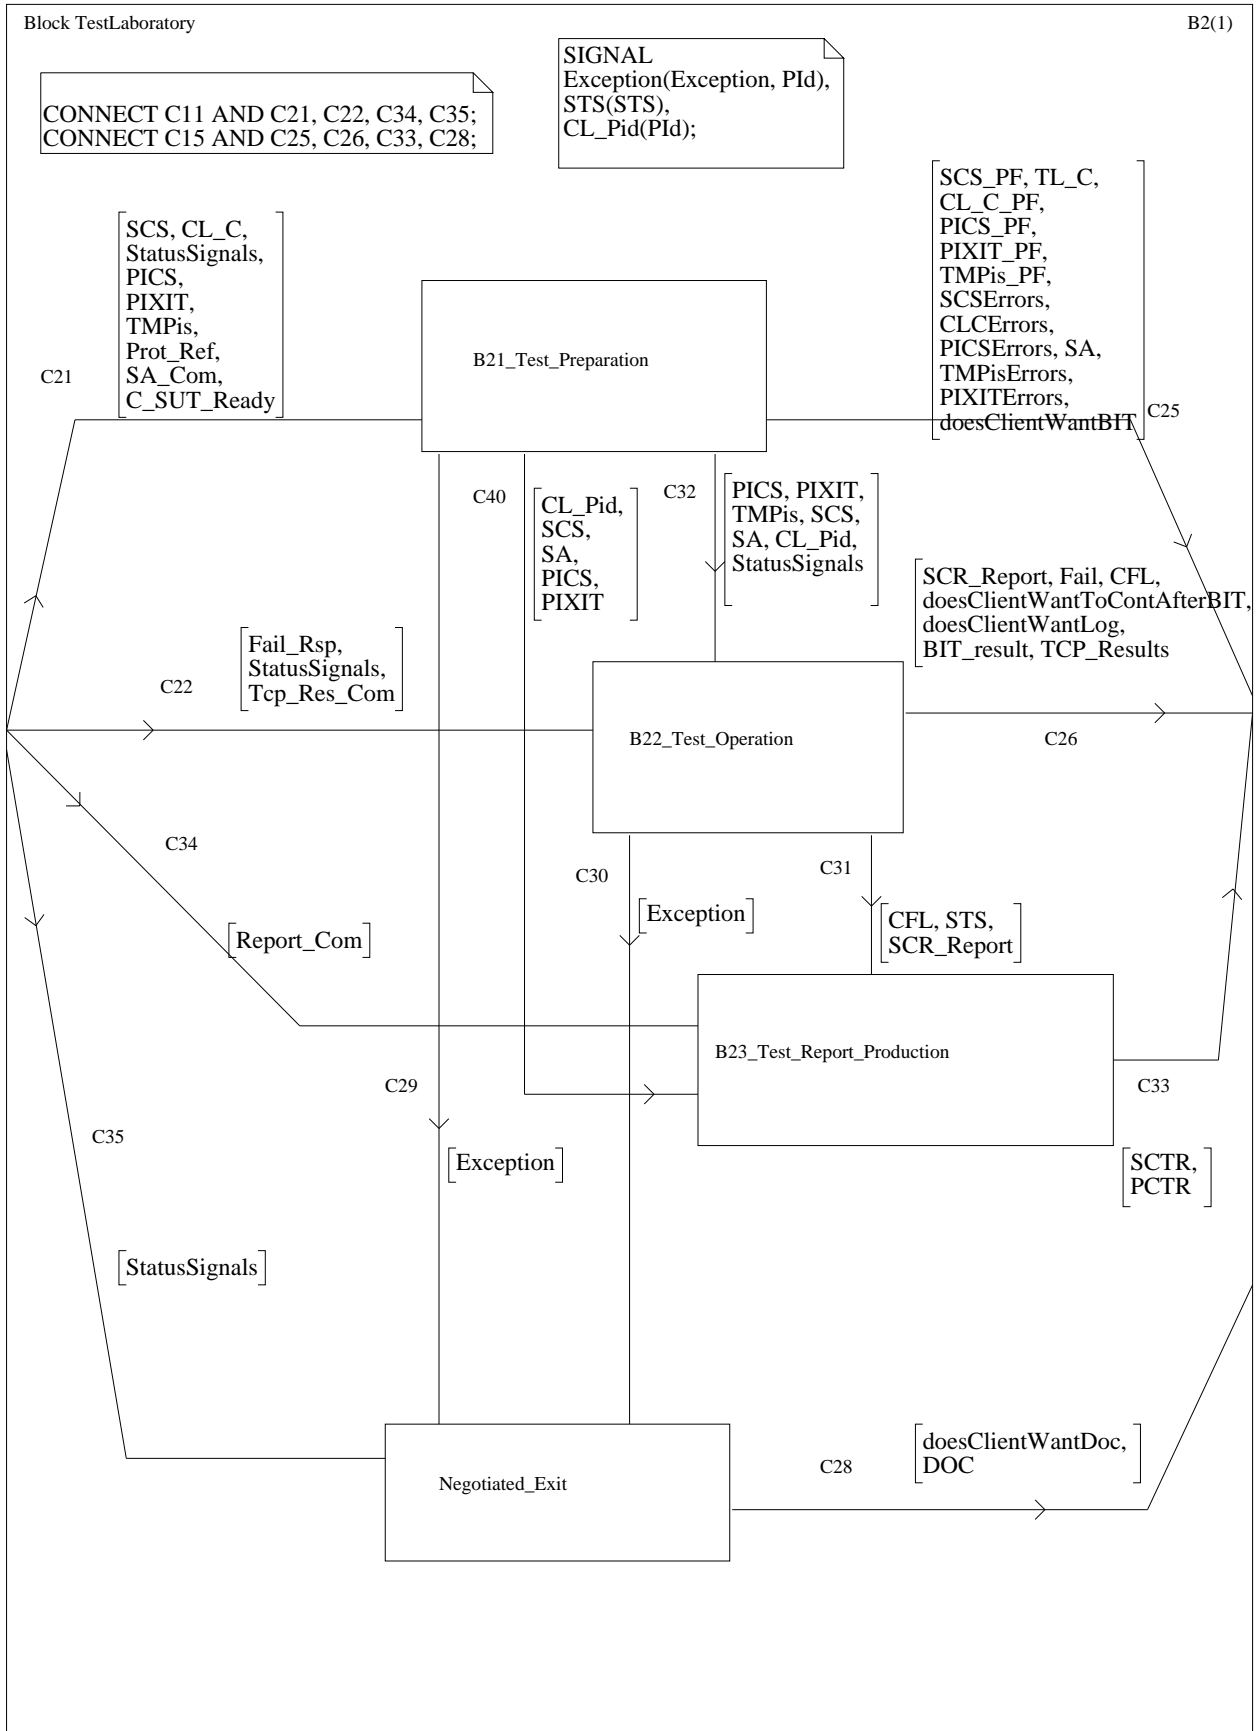 Block TestLaboratory
B2(1)
CONNECT C11 AND C21, C22, C34, C35;
CONNECT C15 AND C25, C26, C33, C28;
SIGNAL
Exception(Exception, PId),
STS(STS),
CL_Pid(PId);
SCS, CL_C,
StatusSignals,
PICS,
PIXIT,
TMPis,
Prot_Ref,
SA_Com,
C_SUT_Ready
C21
B21_Test_Preparation
SCS_PF, TL_C,
CL_C_PF,
PICS_PF,
PIXIT_PF,
TMPis_PF,
SCSErrors,
CLCErrors,
PICSErrors, SA,
TMPisErrors,
PIXITErrors,
doesClientWantBIT
C25
C40
CL_Pid,
SCS,
SA,
PICS,
PIXIT
C32
PICS, PIXIT,
TMPis, SCS,
SA, CL_Pid,
StatusSignals
SCR_Report, Fail, CFL,
doesClientWantToContAfterBIT,
doesClientWantLog,
BIT_result, TCP_Results
C22
Fail_Rsp,
StatusSignals,
Tcp_Res_Com
B22_Test_Operation
C26
C34
Report_Com
C30
Exception
C31
CFL, STS,
SCR_Report
B23_Test_Report_Production
C29
C33
C35
Exception
SCTR,
PCTR
StatusSignals
Negotiated_Exit
C28
doesClientWantDoc,
DOC